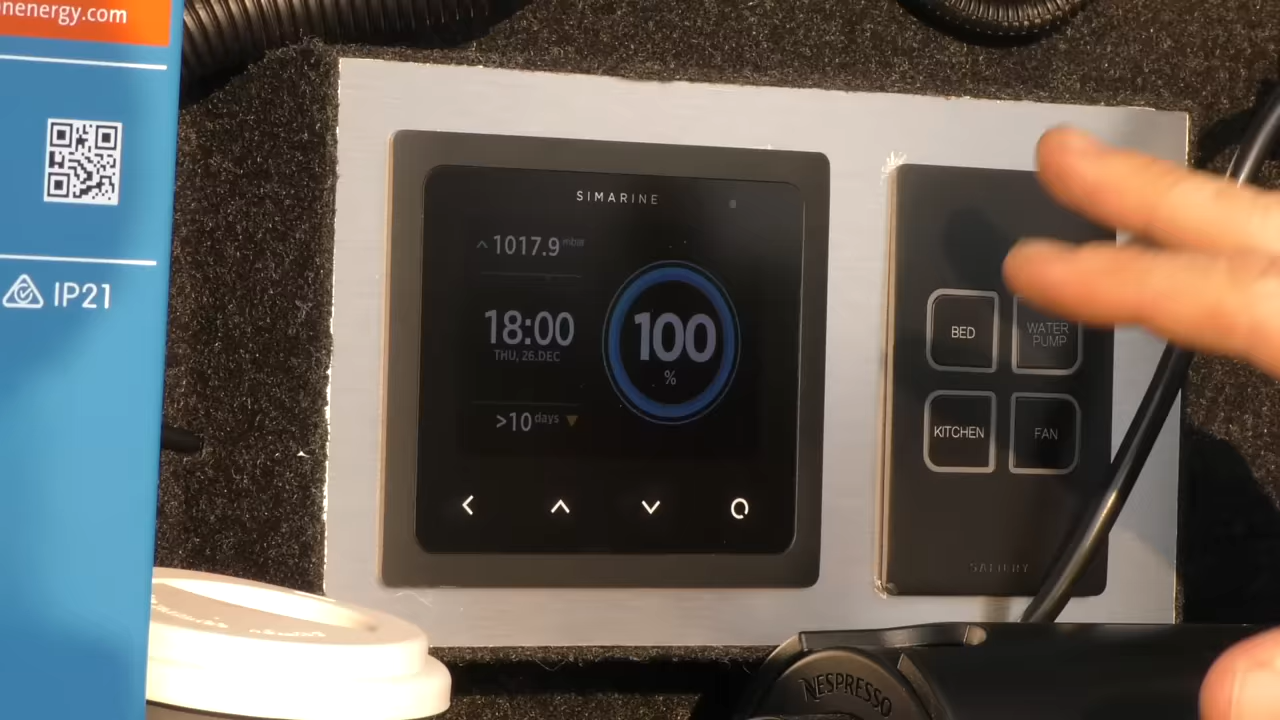 nenergy.com
IP21
SIMARINE
1017.9 mbar
18:00
THU, 26.DEC
>10 days
100
%
BED
WATER
PUMP
KITCHEN
FAN
NESPRESSO